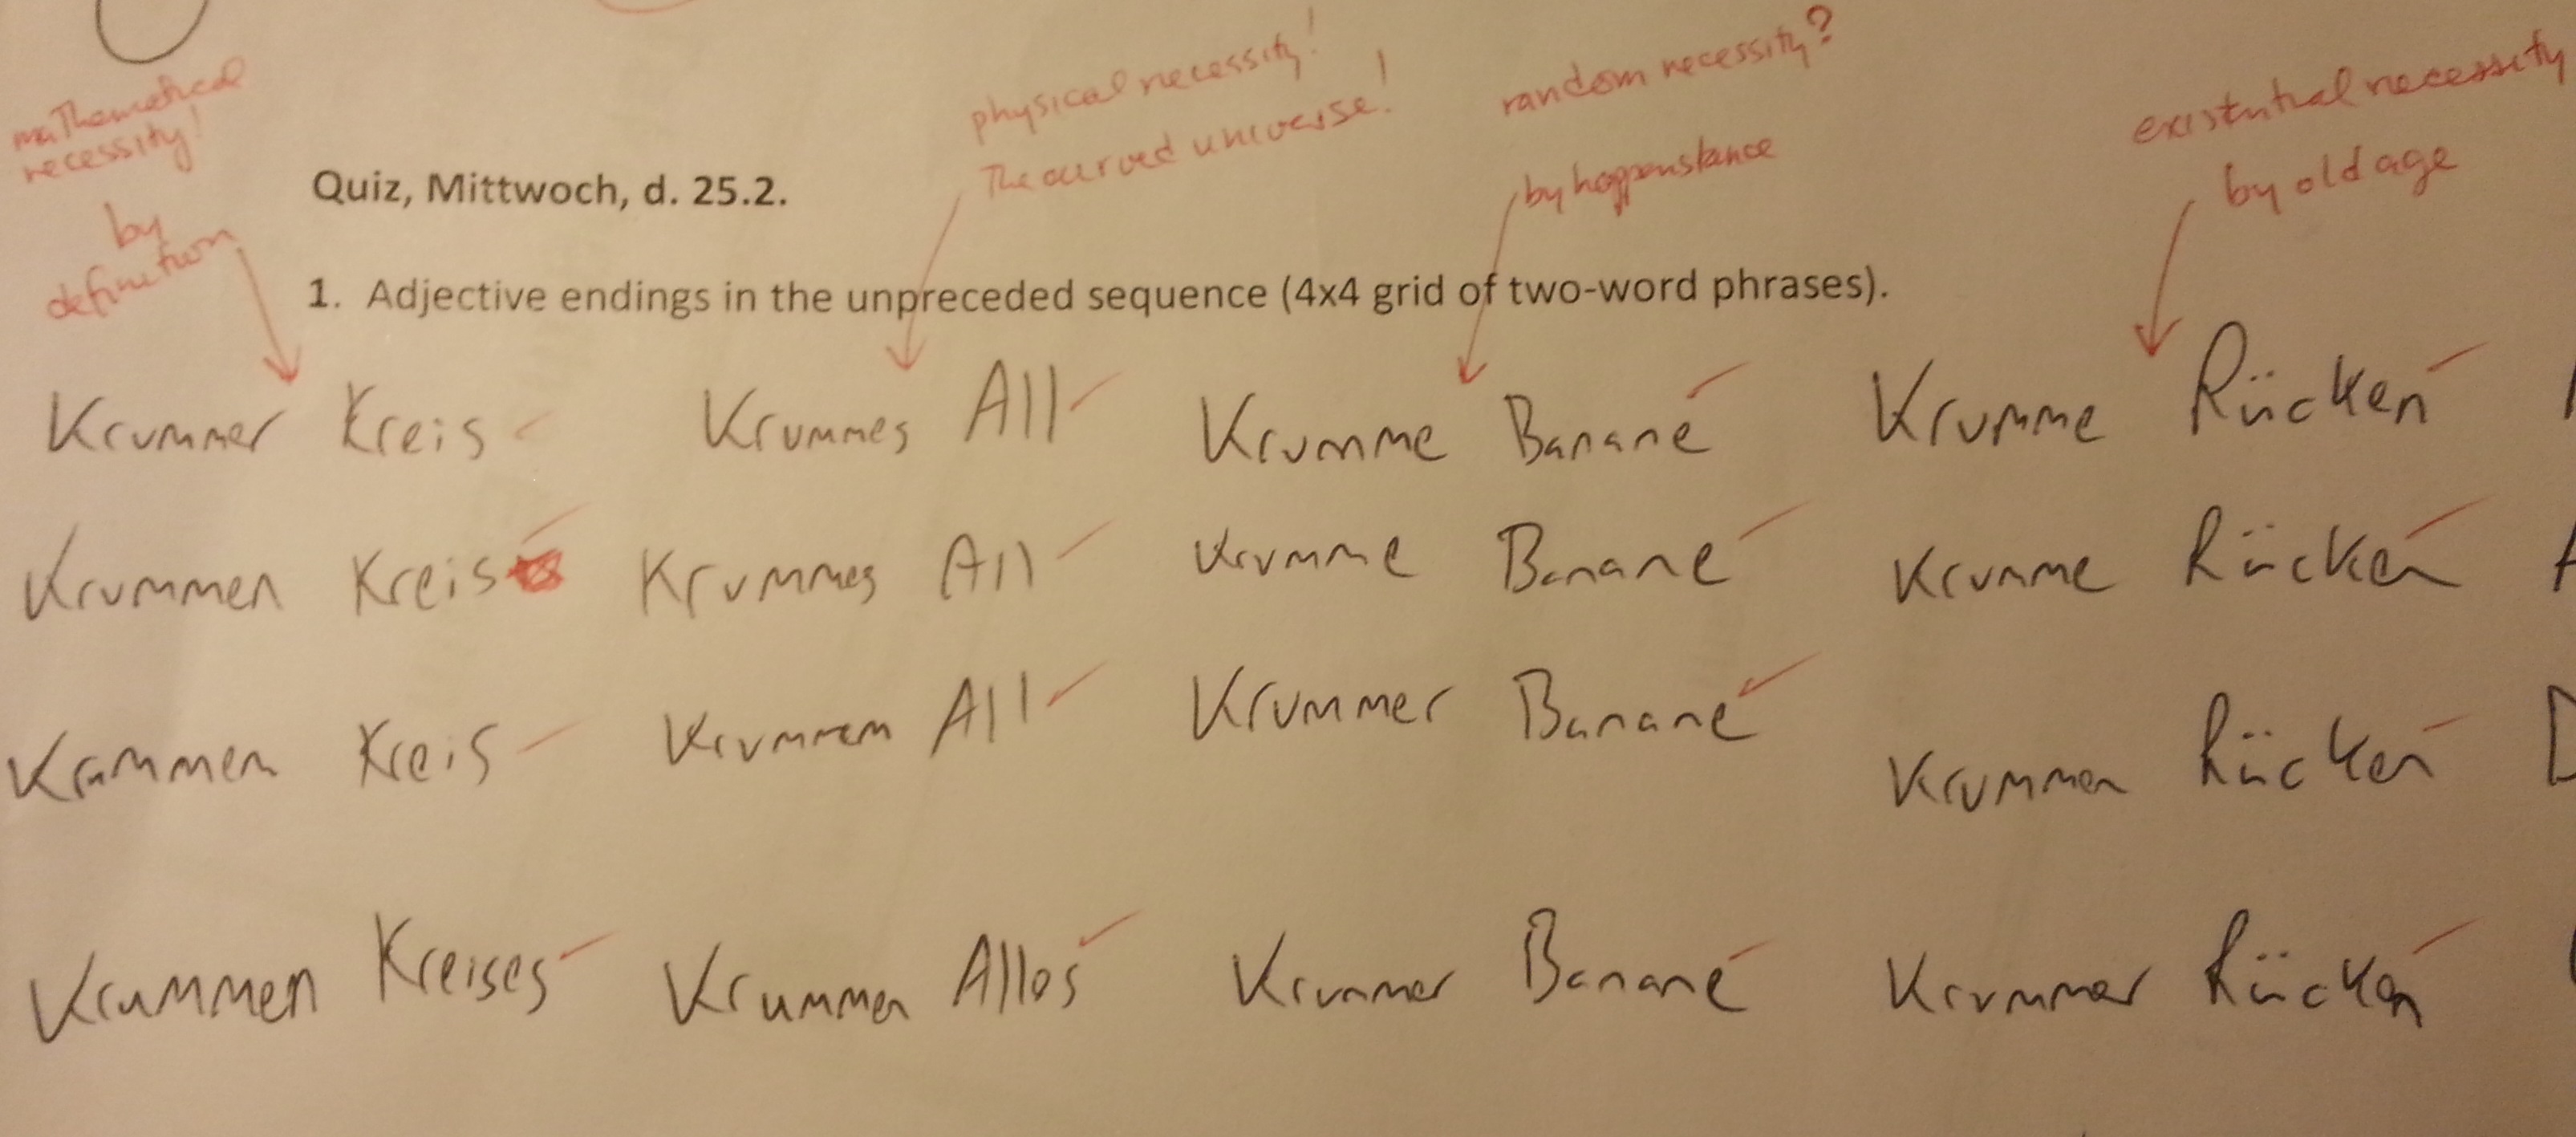 mathematical
necessity!
by
definition
physical necessity!
The curved universe!
random necessity?
by happenstance
existential necessity
by old age
Quiz, Mittwoch, d. 25.2.
1. Adjective endings in the unpreceded sequence (4x4 grid of two-word phrases).
Krummer Kreis Krummes All Krumme Banane Krumme Rücken
Krummen Kreis Krummes All Krumme Banane Krumme Rücken A
Krummem Kreis Krummem All Krummer Banane Krummen Rücken D
Krummen Kreises Krummen Alles Krummer Banane Krummer Rücken